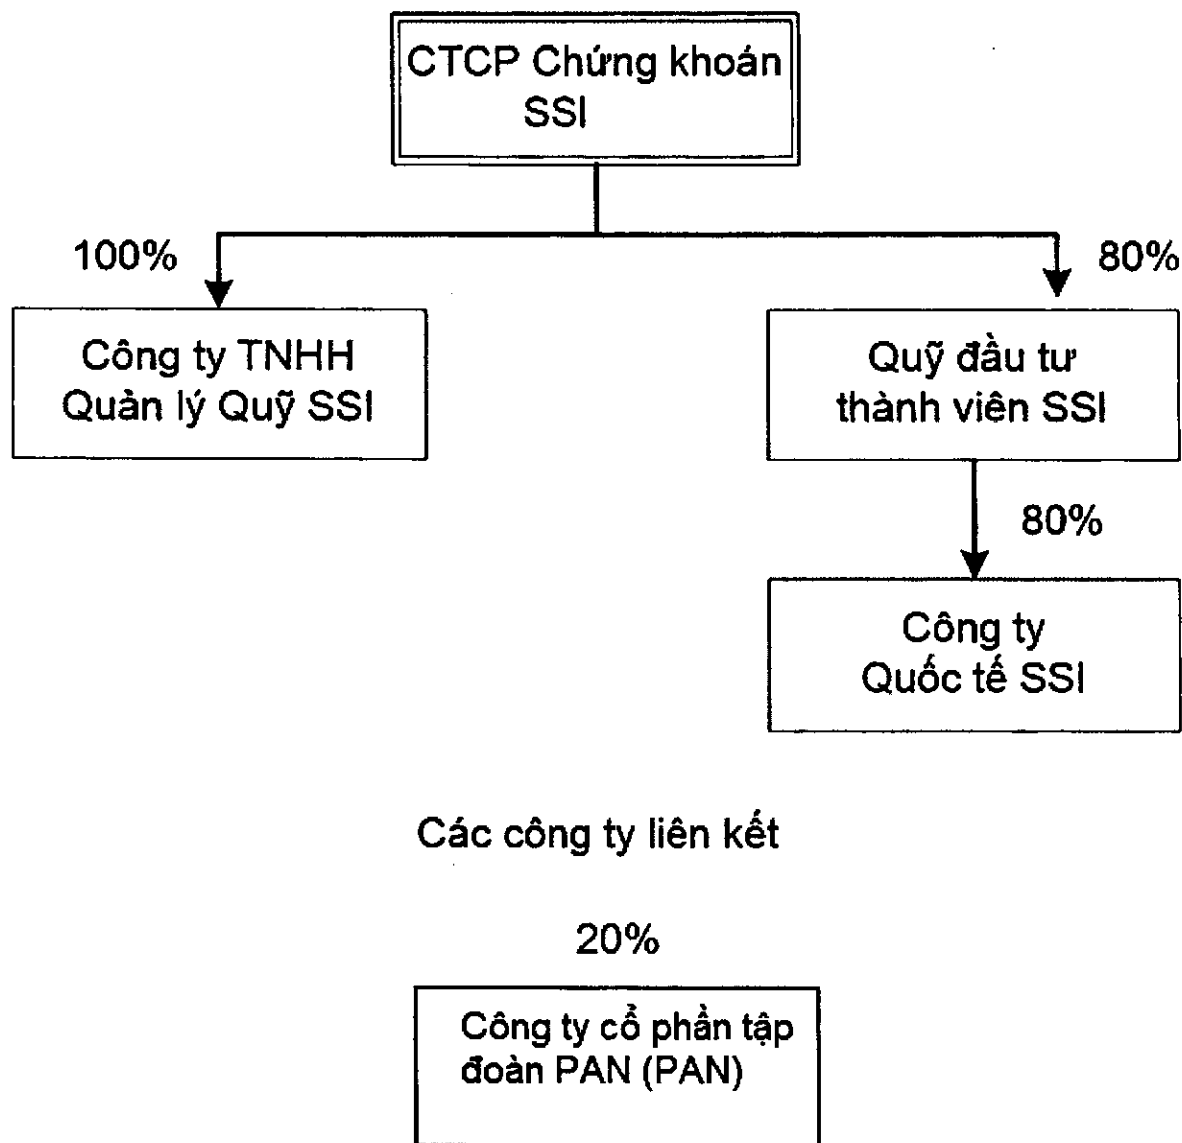 CTCP Chứng khoán
SSI
100%
80%
Công ty TNHH
Quản lý Quỹ SSI
Quỹ đầu tư
thành viên SSI
80%
Công ty
Quốc tế SSI
Các công ty liên kết
20%
Công ty cổ phần tập
đoàn PAN (PAN)